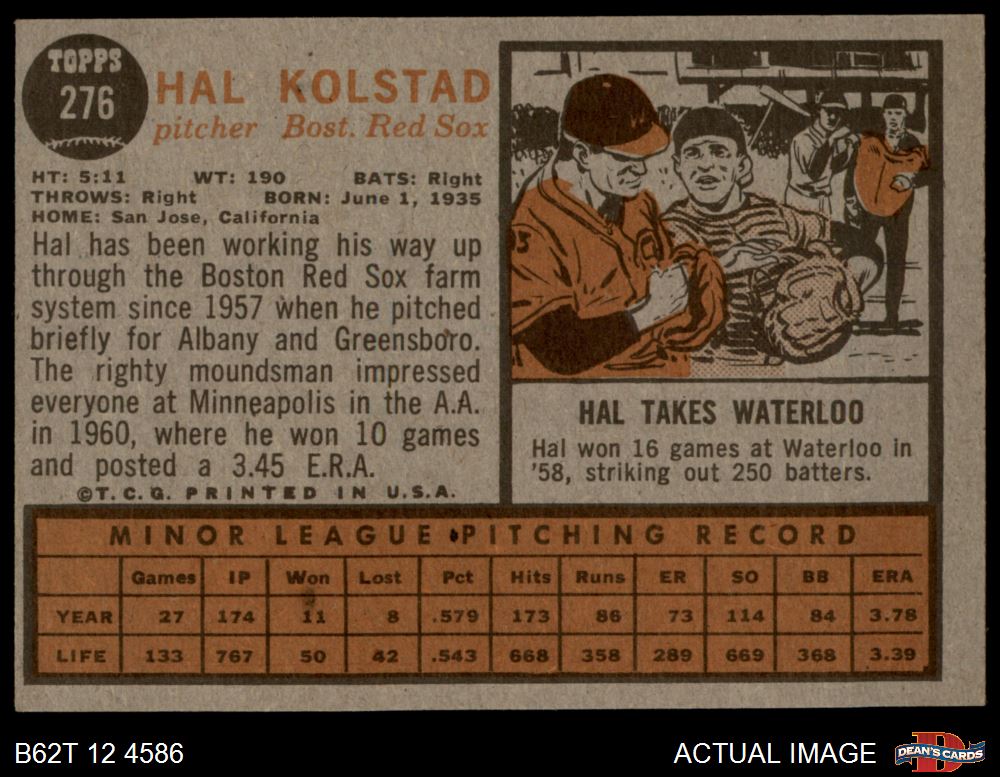 TOPPS
276
HAL KOLSTAD
pitcher Bost. Red Sox
HT: 5:11 WT: 190 BATS: Right
THROWS: Right BORN: June 1, 1935
HOME: San Jose, California
Hal has been working his way up
through the Boston Red Sox farm
system since 1957 when he pitched
briefly for Albany and Greensboro.
The righty moundsman impressed
everyone at Minneapolis in the A.A.
in 1960, where he won 10 games
and posted a 3.45 E.R.A.
©T.C.G. PRINTED IN U.S.A.
HAL TAKES WATERLOO
Hal won 16 games at Waterloo in
'58, striking out 250 batters.
MINOR LEAGUE PITCHING RECORD
Games IP Won Lost Pct Hits Runs ER SO BB ERA
YEAR 27 174 11 8 .579 173 86 73 114 84 3.78
LIFE 133 767 50 42 .543 668 358 289 669 368 3.39
B62T 12 4586
ACTUAL IMAGE
D
DEAN'S CARDS